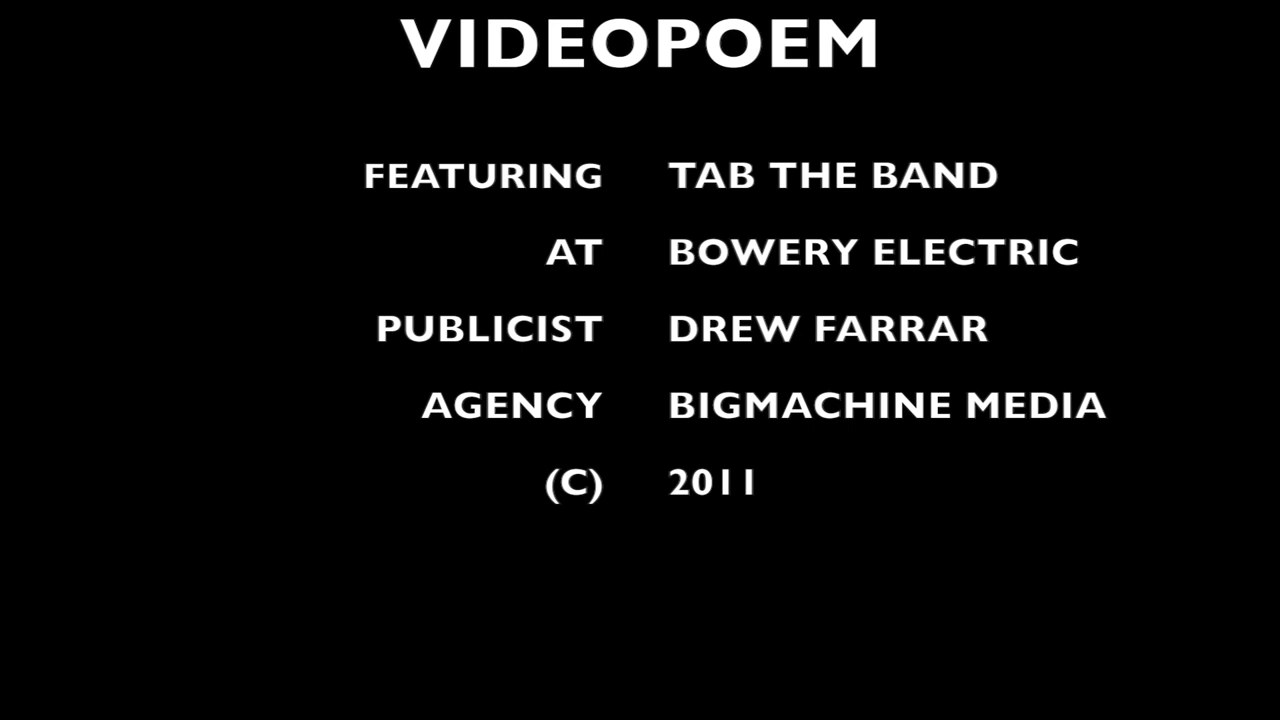 VIDEOPOEM
FEATURING TAB THE BAND
AT BOWERY ELECTRIC
PUBLICIST DREW FARRAR
AGENCY BIGMACHINE MEDIA
(C) 2011